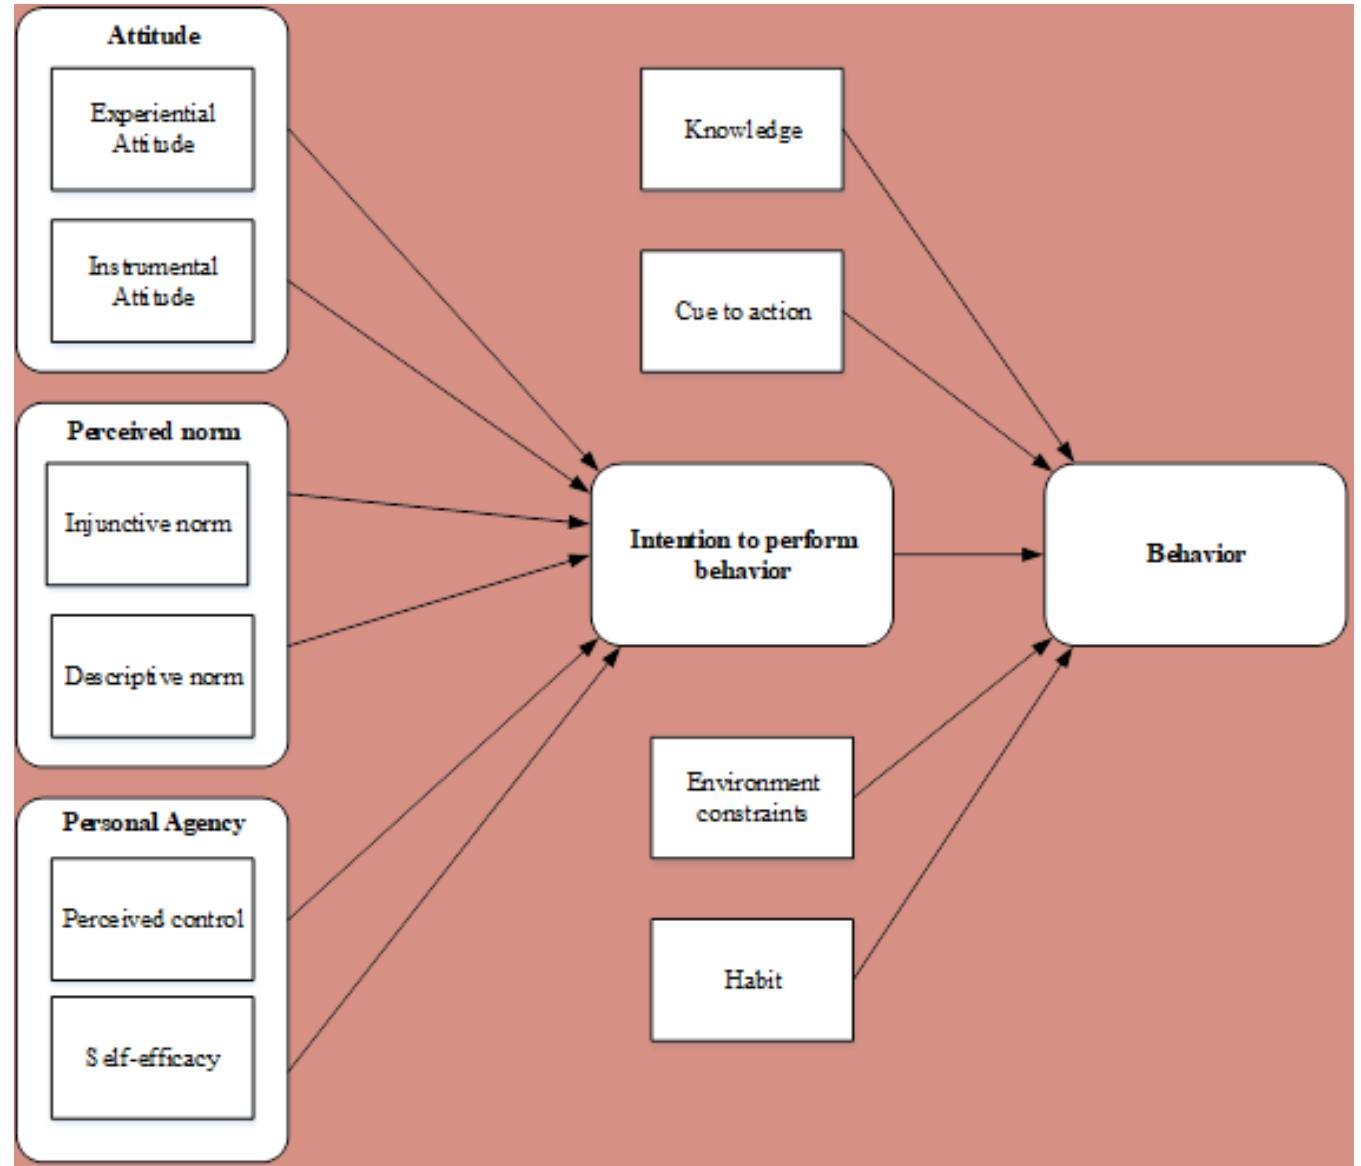 Attitude
Experiential
Attitude
Instrumental
Attitude
Perceived norm
Injunctive norm
Descriptive norm
Personal Agency
Perceived control
Self-efficacy
Knowledge
Cue to action
Intention to perform
behavior
Environment
constraints
Habit
Behavior